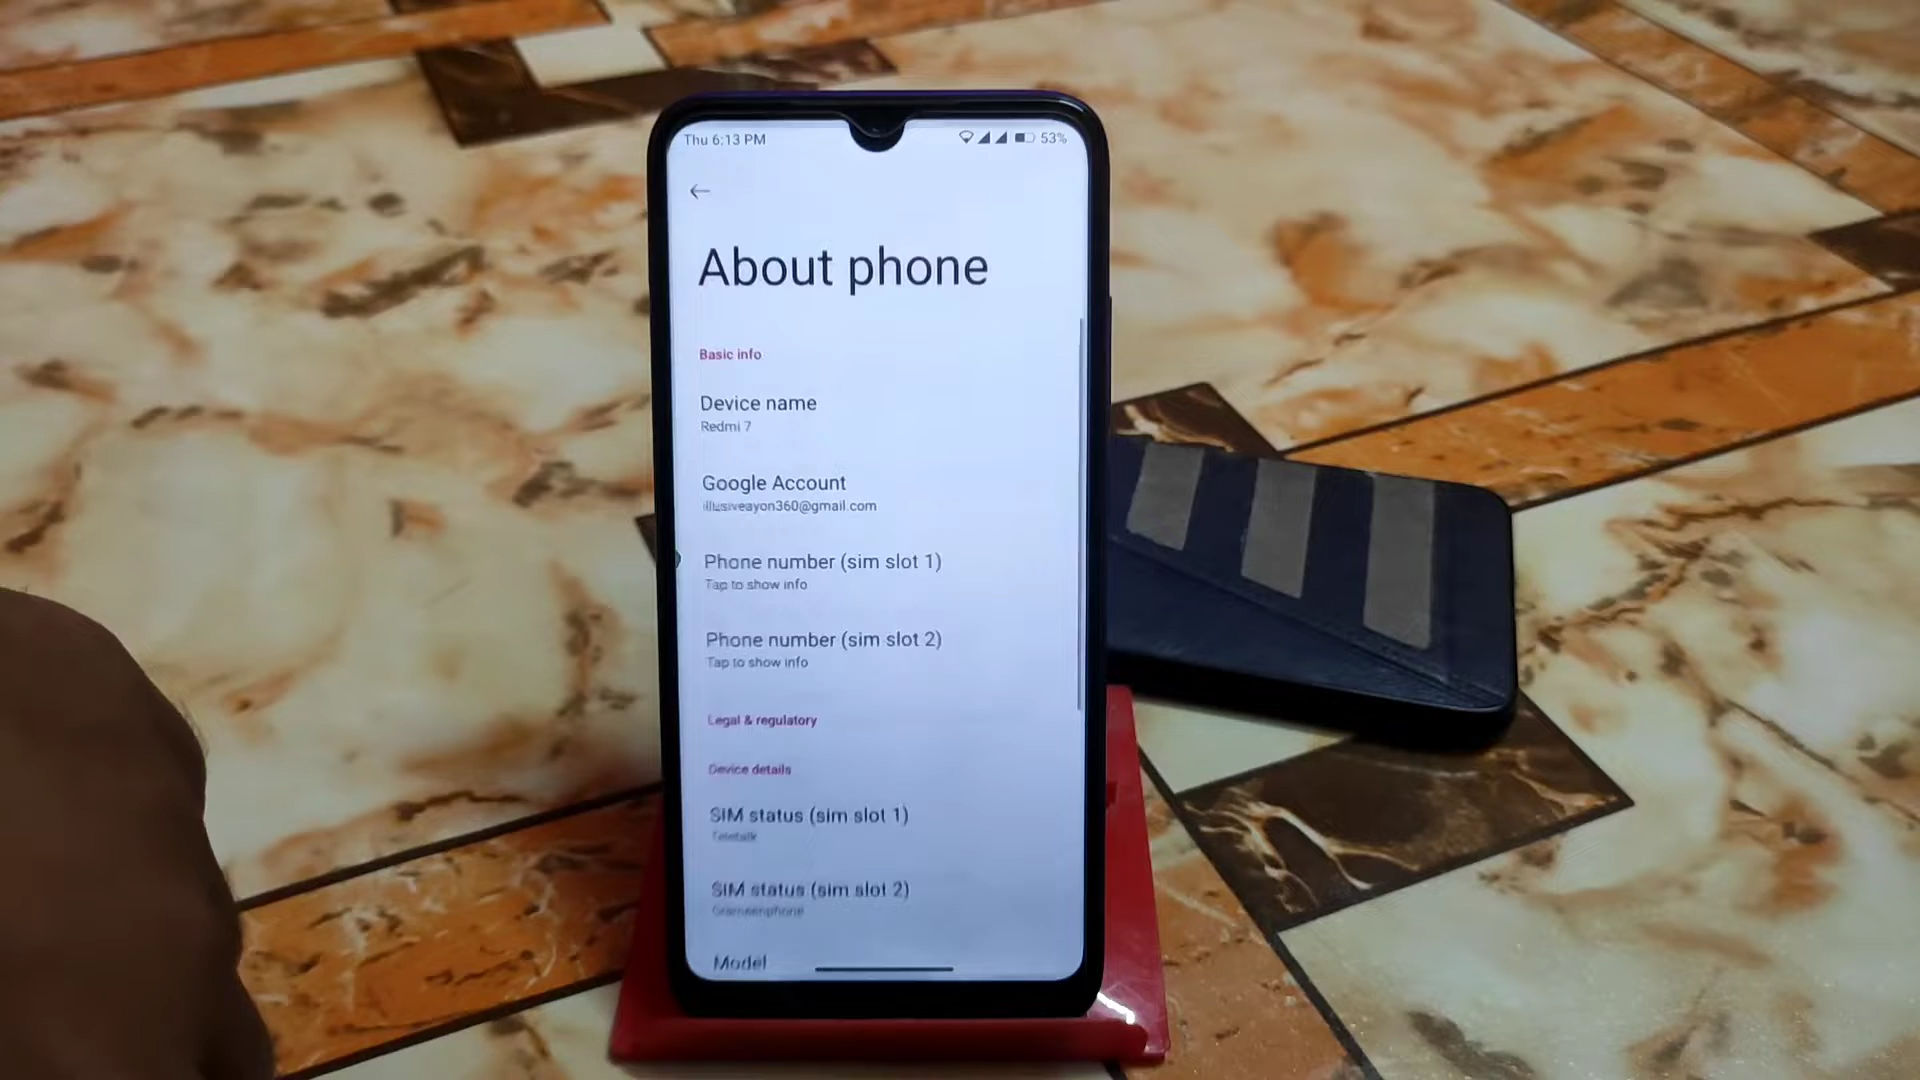 Thu 6:13 PM
53%
About phone
Basic info
Device name
Redmi 7
Google Account
illusiveayon360@gmail.com
Phone number (sim slot 1)
Tap to show info
Phone number (sim slot 2)
Tap to show info
Legal & regulatory
Device details
SIM status (sim slot 1)
Teletalk
SIM status (sim slot 2)
Grameenphone
Model